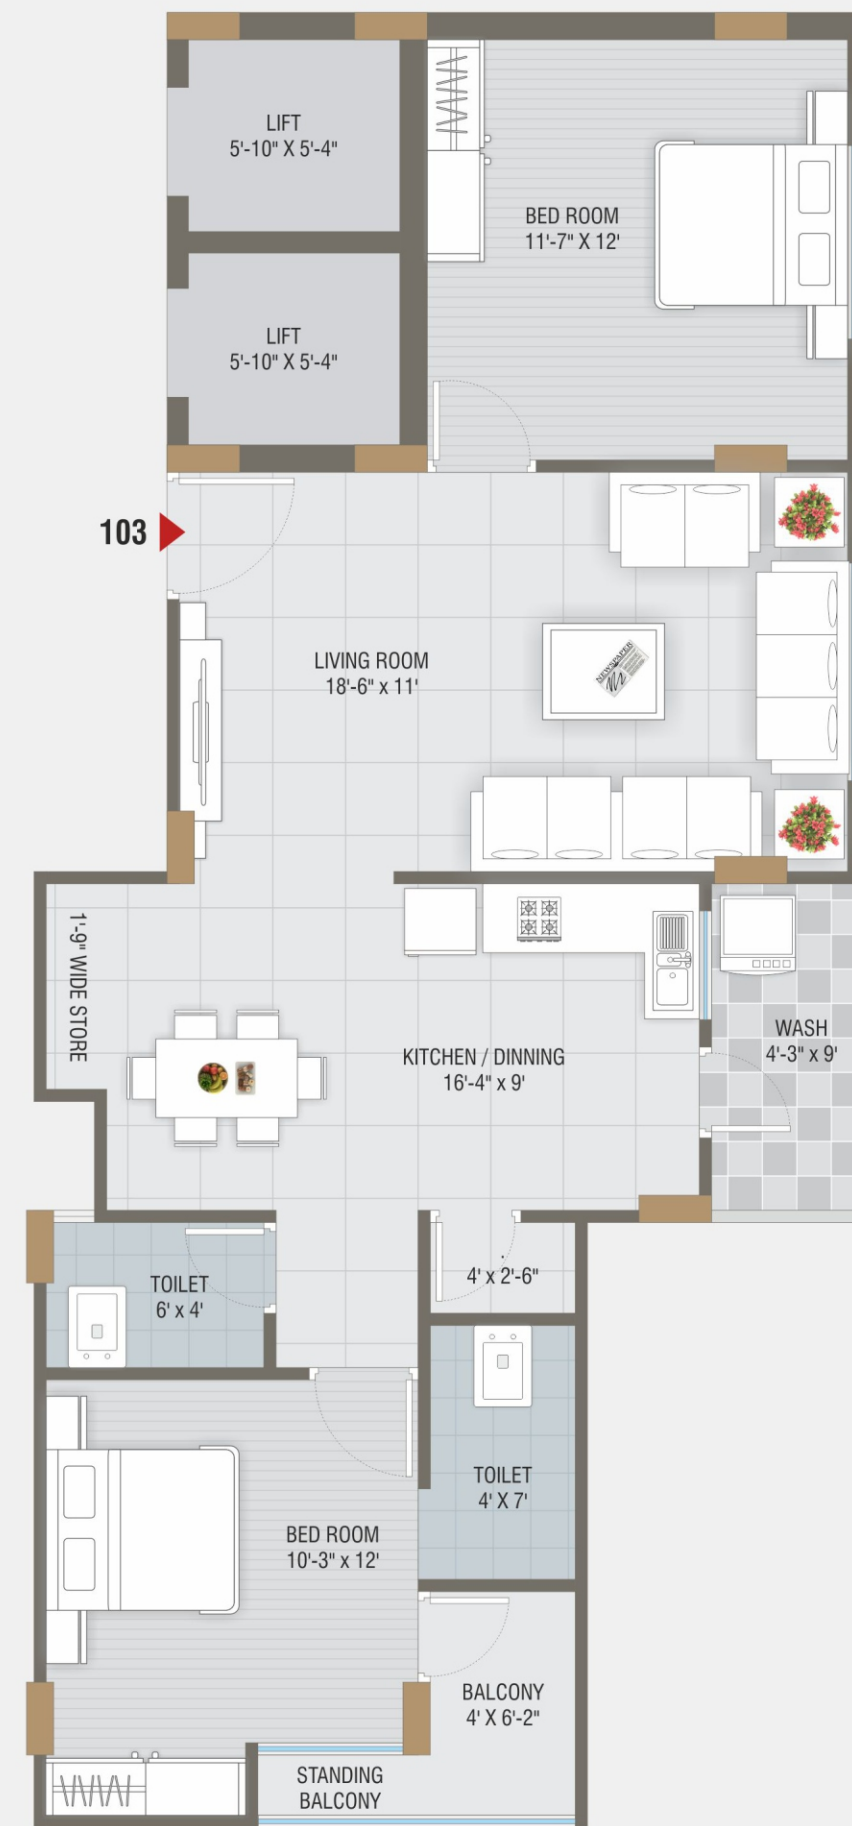 LIFT
5'-10" X 5'-4"
BED ROOM
11'-7" X 12'
LIFT
5'-10" X 5'-4"
103
NEWSPAPER
LIVING ROOM
18'-6" x 11'
1'-9" WIDE STORE
KITCHEN / DINNING
16'-4" x 9'
WASH
4'-3" x 9'
TOILET
6' x 4'
.
4' x 2'-6"
TOILET
4' X 7'
BED ROOM
10'-3" x 12'
BALCONY
4' X 6'-2"
STANDING
BALCONY